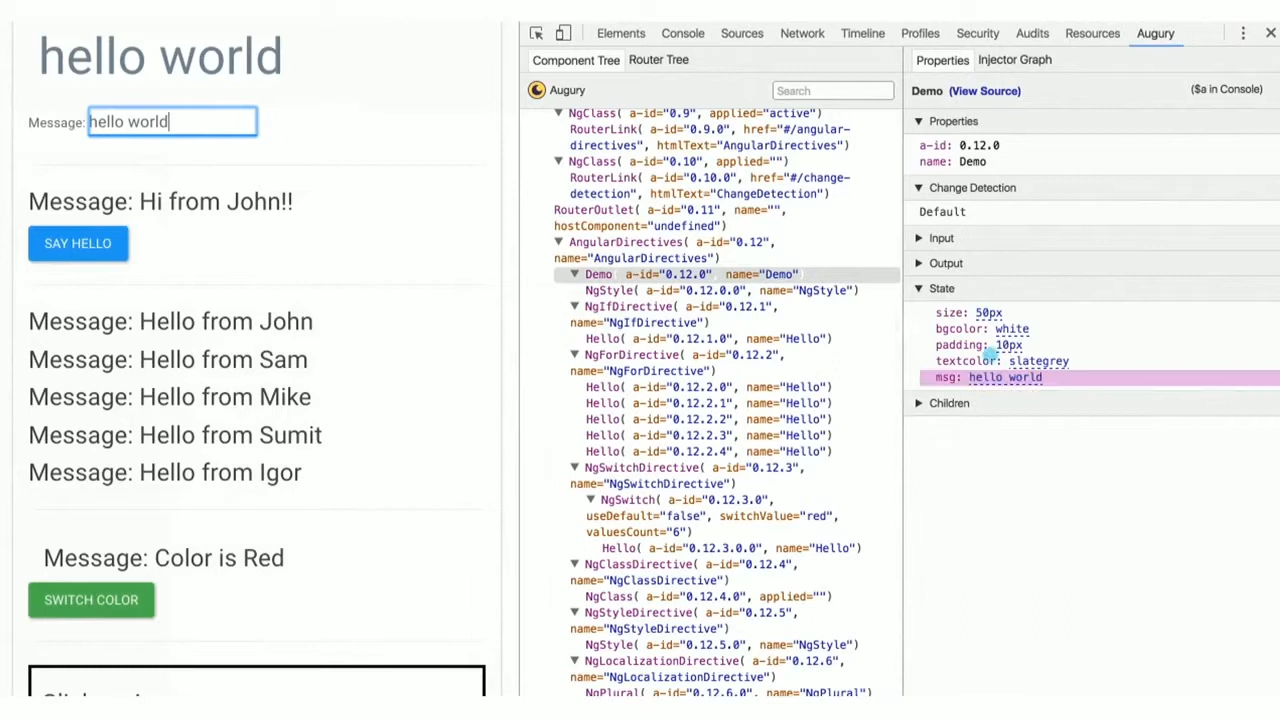 hello world
Message: hello world
Message: Hi from John!!
SAY HELLO
Message: Hello from John
Message: Hello from Sam
Message: Hello from Mike
Message: Hello from Sumit
Message: Hello from Igor
Message: Color is Red
SWITCH COLOR
Elements Console Sources Network Timeline Profiles Security Audits Resources Augury
Component Tree Router Tree
Augury Search
NgClass( a-id="0.9", applied="active")
RouterLink( a-id="0.9.0", href="#/angular-
directives", htmlText="AngularDirectives")
NgClass( a-id="0.10", applied="")
RouterLink( a-id="0.10.0", href="#/change-
detection", htmlText="ChangeDetection")
RouterOutlet( a-id="0.11", name="",
hostComponent="undefined")
AngularDirectives( a-id="0.12",
name="AngularDirectives")
Demo( a-id="0.12.0", name="Demo")
NgStyle( a-id="0.12.0.0", name="NgStyle")
NgIfDirective( a-id="0.12.1",
name="NgIfDirective")
Hello( a-id="0.12.1.0", name="Hello")
NgForDirective( a-id="0.12.2",
name="NgForDirective")
Hello( a-id="0.12.2.0", name="Hello")
Hello( a-id="0.12.2.1", name="Hello")
Hello( a-id="0.12.2.2", name="Hello")
Hello( a-id="0.12.2.3", name="Hello")
Hello( a-id="0.12.2.4", name="Hello")
NgSwitchDirective( a-id="0.12.3",
name="NgSwitchDirective")
NgSwitch( a-id="0.12.3.0",
useDefault="false", switchValue="red",
valuesCount="6")
Hello( a-id="0.12.3.0.0", name="Hello")
NgClassDirective( a-id="0.12.4",
name="NgClassDirective")
NgClass( a-id="0.12.4.0", applied="")
NgStyleDirective( a-id="0.12.5",
name="NgStyleDirective")
NgStyle( a-id="0.12.5.0", name="NgStyle")
NgLocalizationDirective( a-id="0.12.6",
name="NgLocalizationDirective")
NgPlural( a-id="0.12.6.0", name="NgPlural")
Properties Injector Graph
Demo (View Source) ($a in Console)
Properties
a-id: 0.12.0
name: Demo
Change Detection
Default
Input
Output
State
size: 50px
bgcolor: white
padding: 10px
textcolor: slategrey
msg: hello world
Children